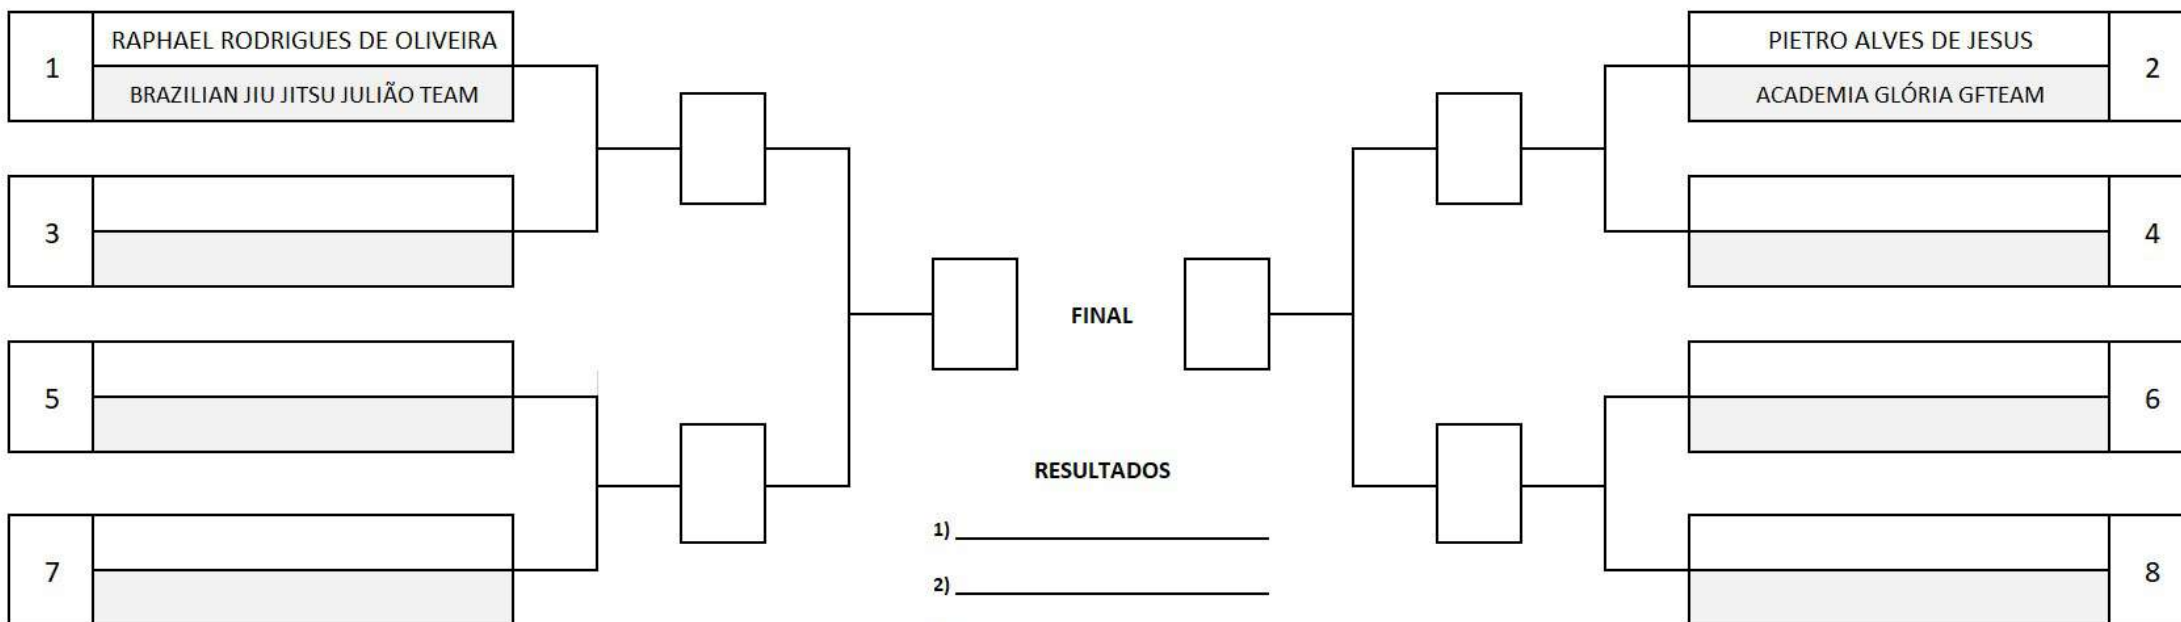 1
RAPHAEL RODRIGUES DE OLIVEIRA
BRAZILIAN JIU JITSU JULIÃO TEAM
3
5
7
FINAL
RESULTADOS
1)
2)
PIETRO ALVES DE JESUS
ACADEMIA GLÓRIA GFTEAM
2
4
6
8